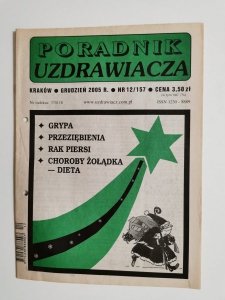 PORADNIK
UZDRAWIACZA
KRAKÓW • GRUDZIEŃ 2005 R. • NR 12/157 • CENA 3,50 zł
www.uzdrawiacz.com.pl
ISSN 1230 - 8889
GRYPA
PRZEZIĘBIENIA
RAK PIERSI
CHOROBY ŻOŁĄDKA
— DIETA